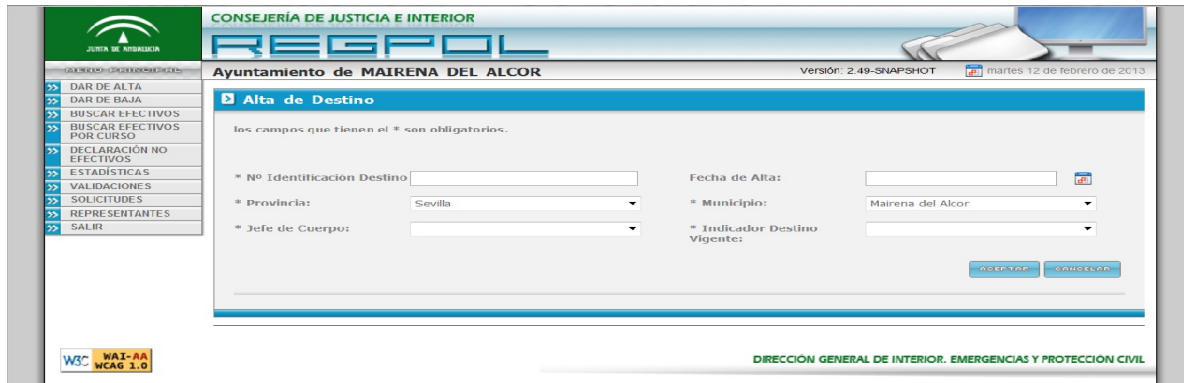 CONSEJERÍA DE JUSTICIA E INTERIOR
JUNTA DE ANDALUCIA
REGPOL
MENU PRINCIPAL
Ayuntamiento de MAIRENA DEL ALCOR
Versión: 2.49-SNAPSHOT
martes 12 de febrero de 2013
DAR DE ALTA
DAR DE BAJA
BUSCAR EFECTIVOS
BUSCAR EFECTIVOS
POR CURSO
DECLARACIÓN NO
EFECTIVOS
ESTADÍSTICAS
VALIDACIONES
SOLICITUDES
REPRESENTANTES
SALIR
Alta de Destino
los campos que tienen el * son obligatorios.
* Nº Identificación Destino
Fecha de Alta:
* Provincia:
Sevilla
* Municipio:
Mairena del Alcor
* Jefe de Cuerpo:
* Indicador Destino
Vigente:
ACEPTAR
CANCELAR
W3C WAI-AA
WCAG 1.0
DIRECCIÓN GENERAL DE INTERIOR. EMERGENCIAS Y PROTECCIÓN CIVIL